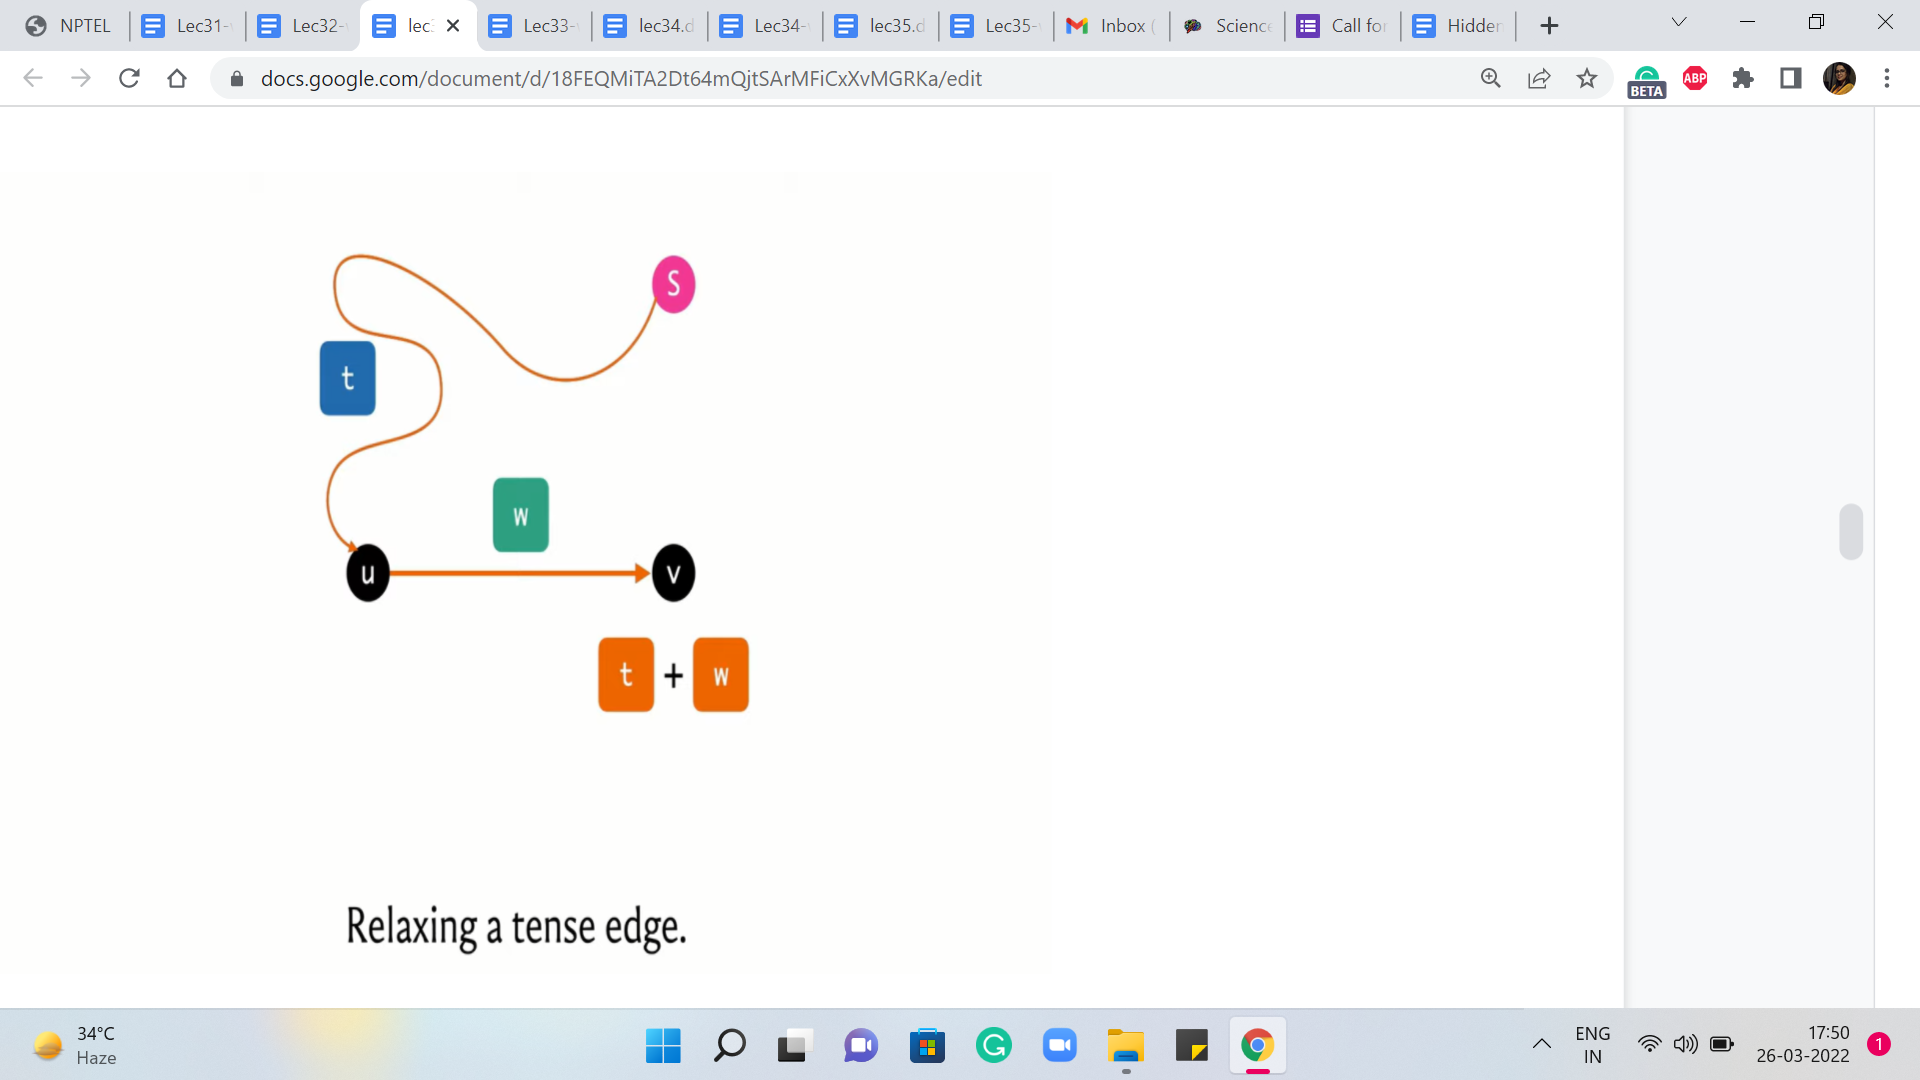 NPTEL
Lec31-
Lec32-
lec
Lec33-
lec34.d
Lec34-
lec35.d
Lec35-
Inbox (
Science
Call for
Hidden
docs.google.com/document/d/18FEQMiTA2Dt64mQjtSArMFiCxXvMGRKa/edit
BETA
ABP
S
t
w
u
v
t + w
Relaxing a tense edge.
34°C
Haze
ENG
IN
17:50
26-03-2022
1